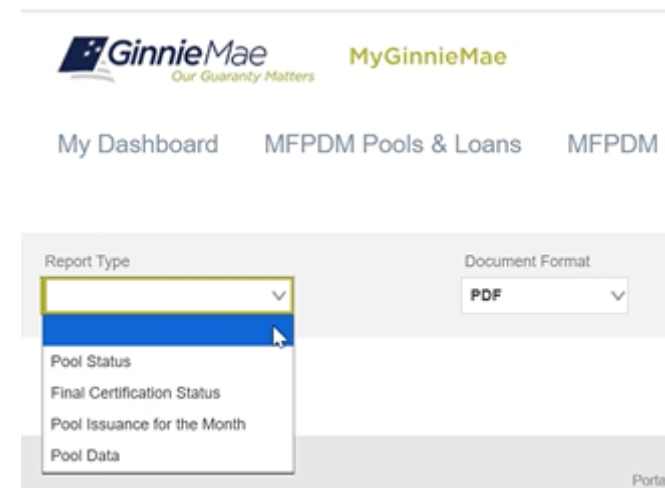 GinnieMae MyGinnieMae
Our Guaranty Matters
My Dashboard MFPDM Pools & Loans MFPDM
Report Type Document Format
PDF
Pool Status
Final Certification Status
Pool Issuance for the Month
Pool Data
Porta